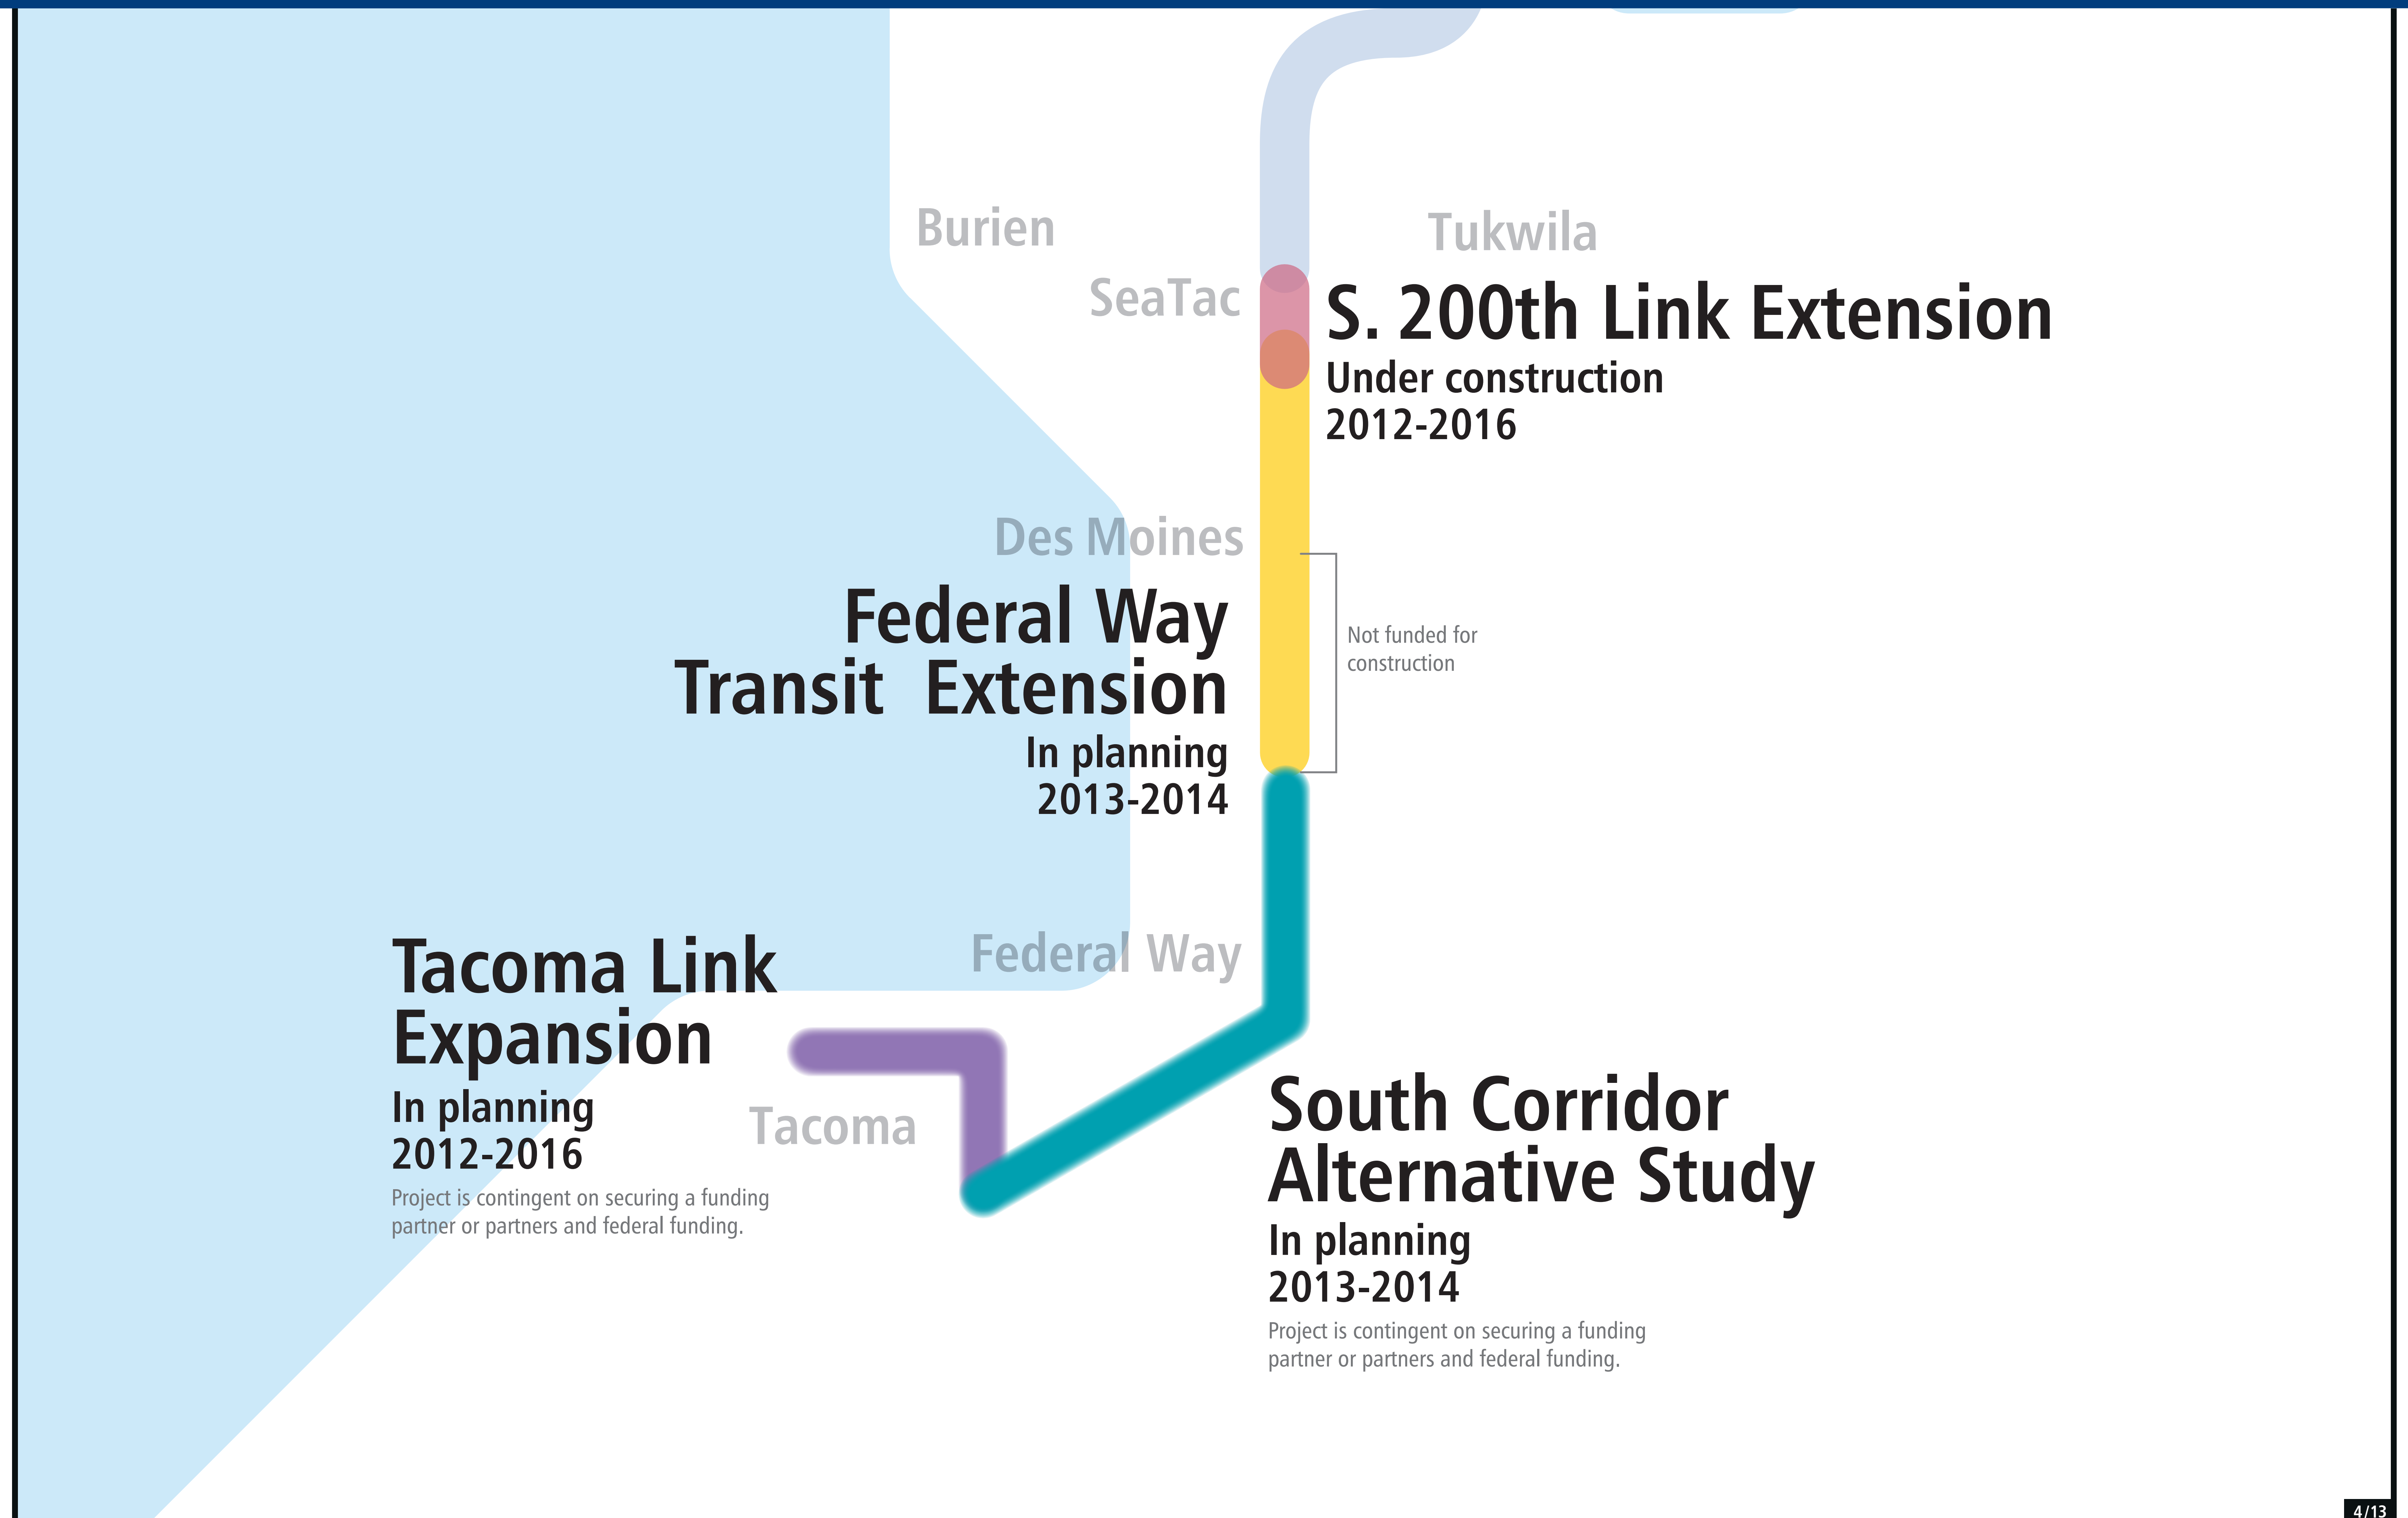 Burien
Tukwila
SeaTac
S. 200th Link Extension
Under construction
2012-2016
Des Moines
Federal Way
Transit  Extension
In planning
2013-2014
Not funded for
construction
Federal Way
Tacoma Link
Expansion
In planning
2012-2016
Project is contingent on securing a funding
partner or partners and federal funding.
Tacoma
South Corridor
Alternative Study
In planning
2013-2014
Project is contingent on securing a funding
partner or partners and federal funding.
4/13